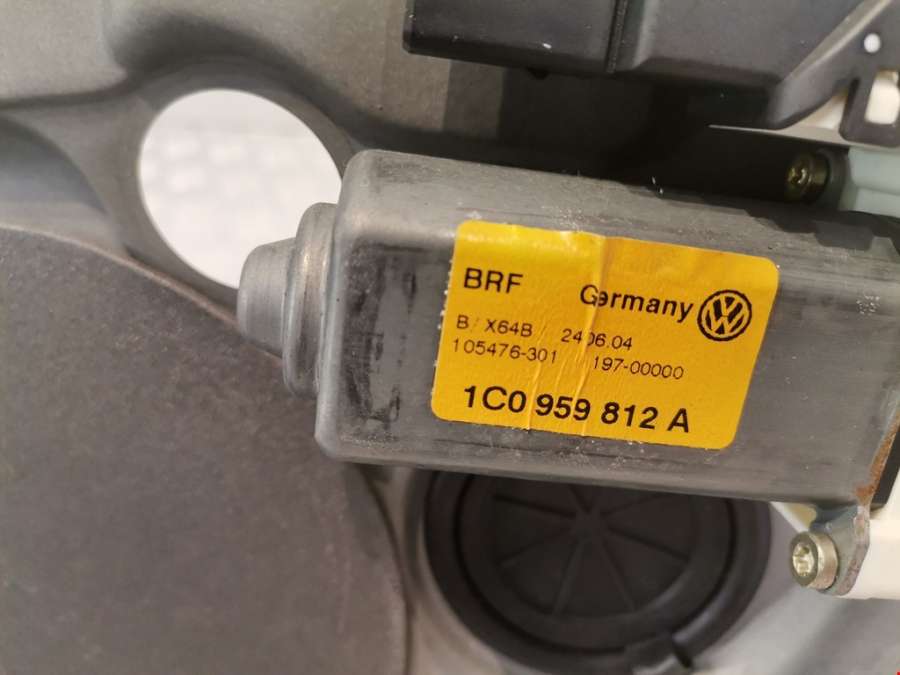 BRF Germany
B/X64B 2406.04
105476-301 197-00000
1C0 959 812 A